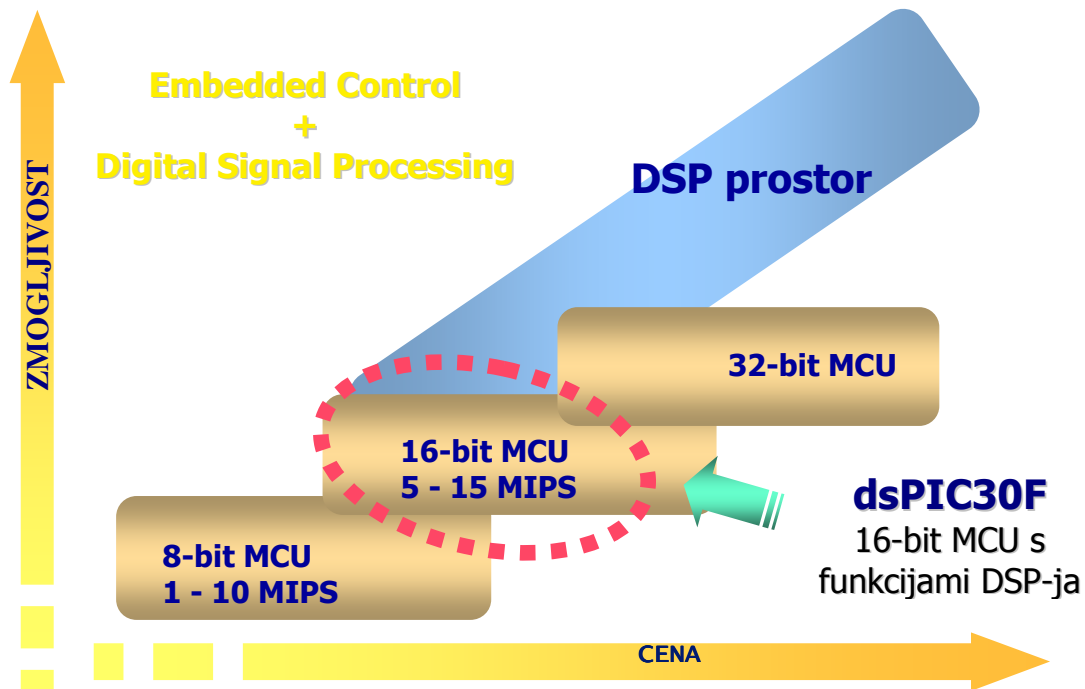 Embedded Control
+
Digital Signal Processing
ZMOGLJIVOST
DSP prostor
32-bit MCU
16-bit MCU
5 - 15 MIPS
dsPIC30F
16-bit MCU s
funkcijami DSP-ja
8-bit MCU
1 - 10 MIPS
CENA